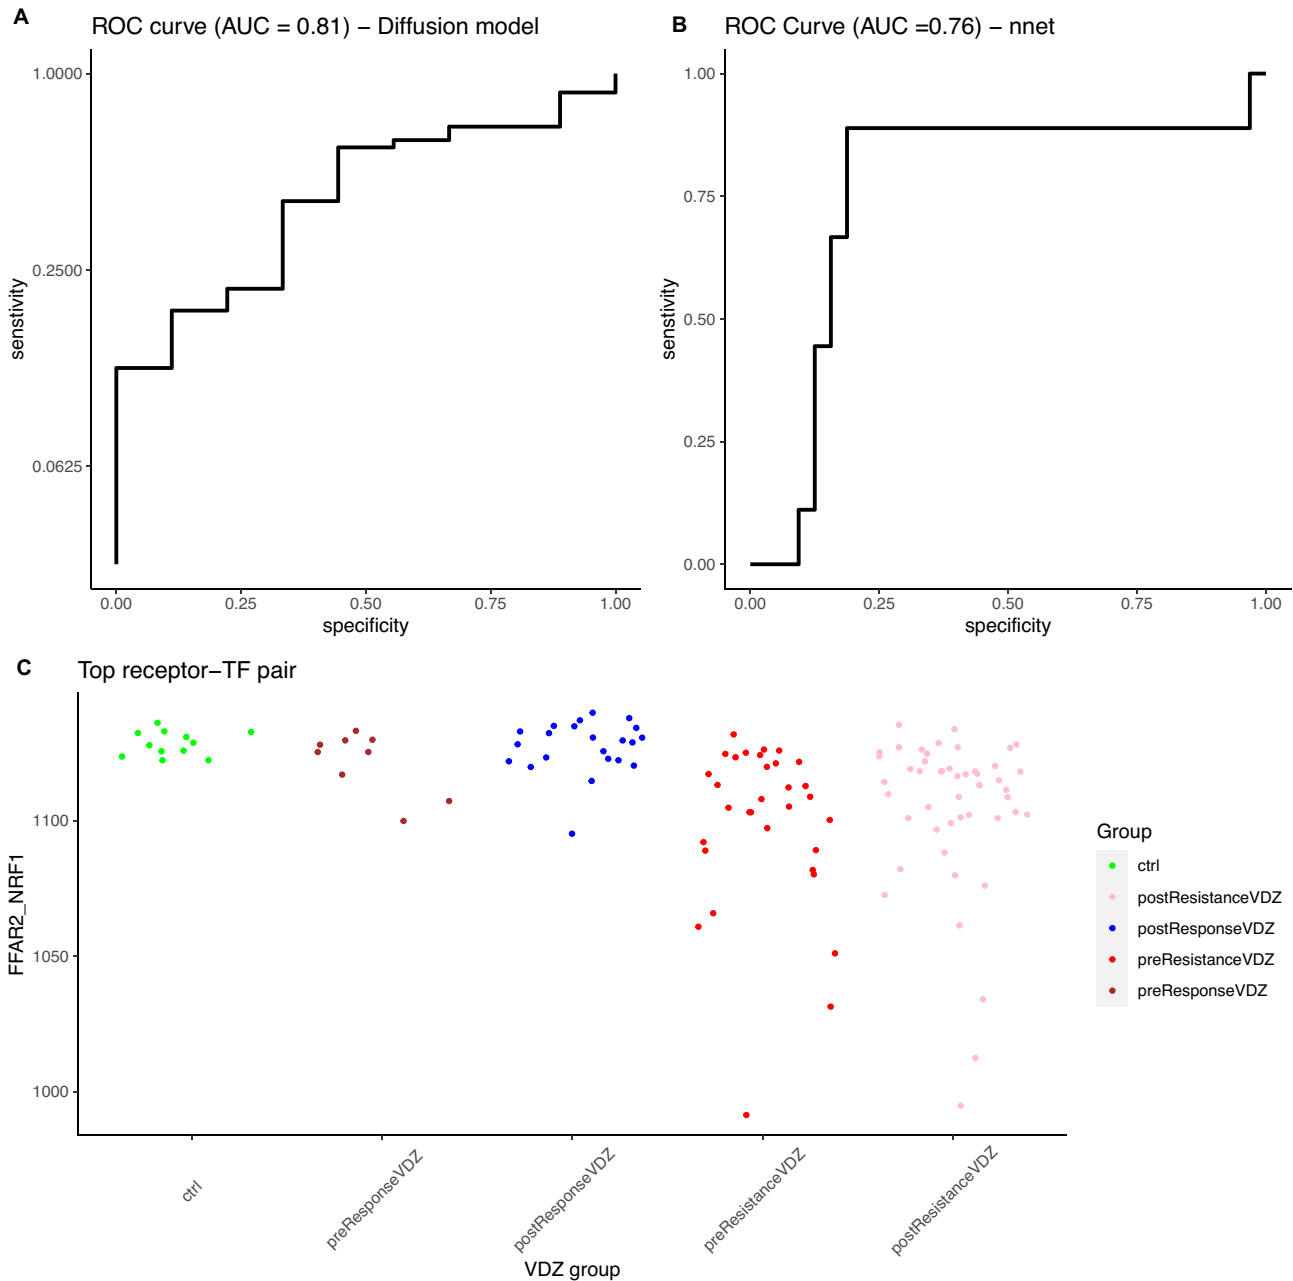 A
ROC curve (AUC = 0.81) − Diffusion model
1.0000
0.2500
0.0625
senstivity
0.00
0.25
0.50
0.75
1.00
specificity
B
ROC Curve (AUC =0.76) − nnet
1.00
0.75
0.50
0.25
0.00
senstivity
0.00
0.25
0.50
0.75
1.00
specificity
C
Top receptor−TF pair
1100
1050
1000
FFAR2_NRF1
ctrl
preResponseVDZ
postResponseVDZ
preResistanceVDZ
postResistanceVDZ
VDZ group
Group
ctrl
postResistanceVDZ
postResponseVDZ
preResistanceVDZ
preResponseVDZ